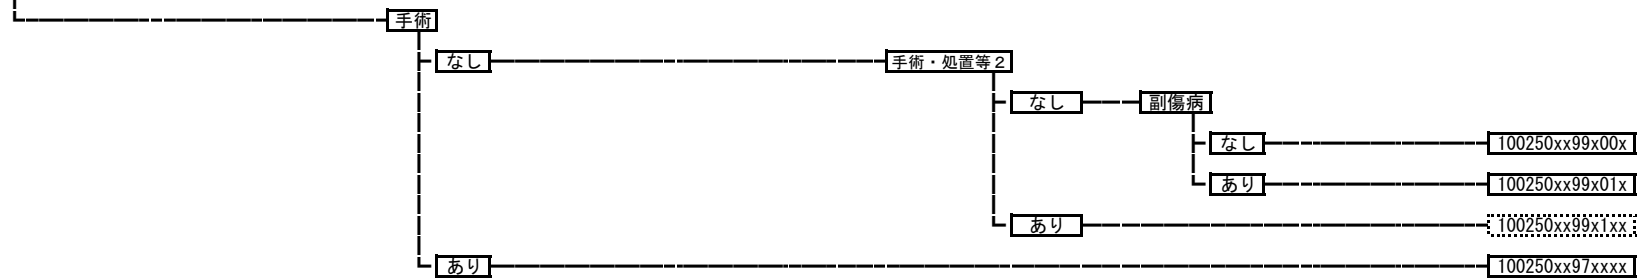 手術
なし 手術・処置等２
なし 副傷病
なし 100250xx99x00x
あり 100250xx99x01x
あり 100250xx99x1xx
あり 100250xx97xxxx